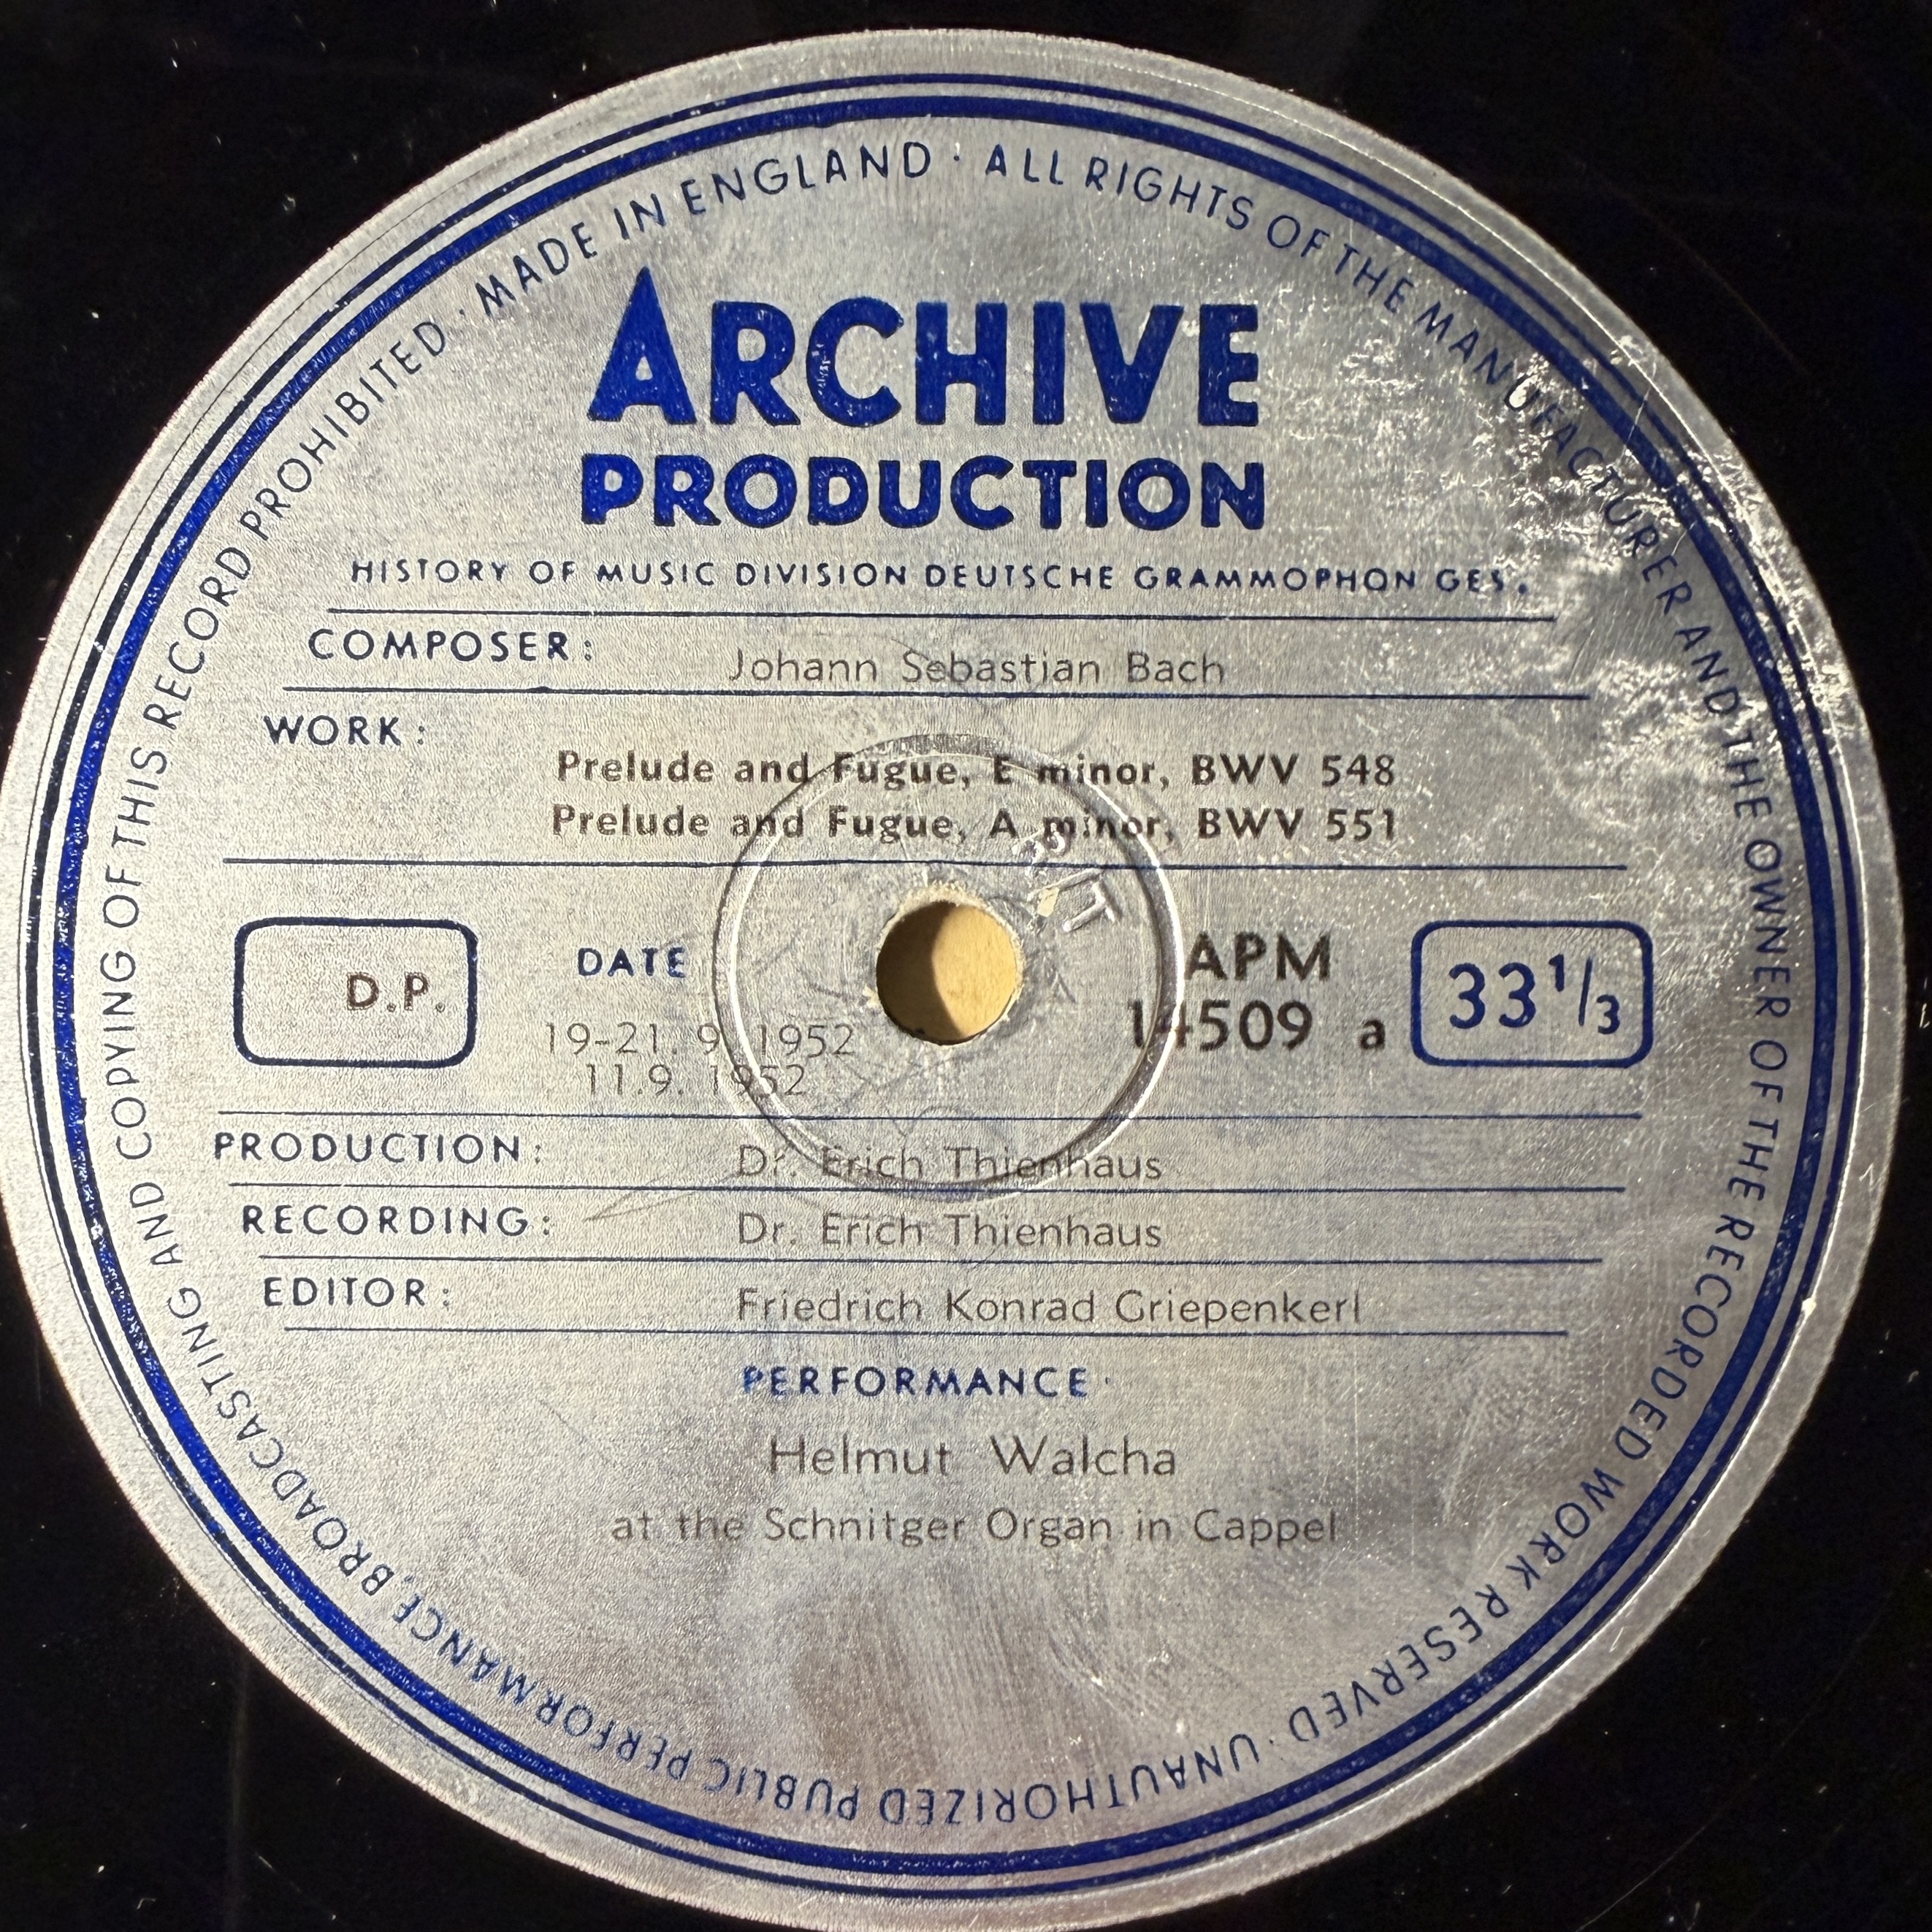 MADE IN ENGLAND · ALL RIGHTS OF THE MANUFACTURER AND THE OWNER OF THE RECORDED WORK RESERVED · UNAUTHORIZED PUBLIC PERFORMANCE, BROADCASTING AND COPYING OF THIS RECORD PROHIBITED ·
ARCHIVE
PRODUCTION
HISTORY OF MUSIC DIVISION DEUTSCHE GRAMMOPHON GES.
COMPOSER: Johann Sebastian Bach
WORK:
Prelude and Fugue, E minor, BWV 548
Prelude and Fugue, A minor, BWV 551
D.P.
DATE
19-21. 9. 1952
11.9. 1952
APM
14509 a
33 1/3
PRODUCTION: Dr. Erich Thienhaus
RECORDING: Dr. Erich Thienhaus
EDITOR: Friedrich Konrad Griepenkerl
PERFORMANCE·
Helmut Walcha
at the Schnitger Organ in Cappel